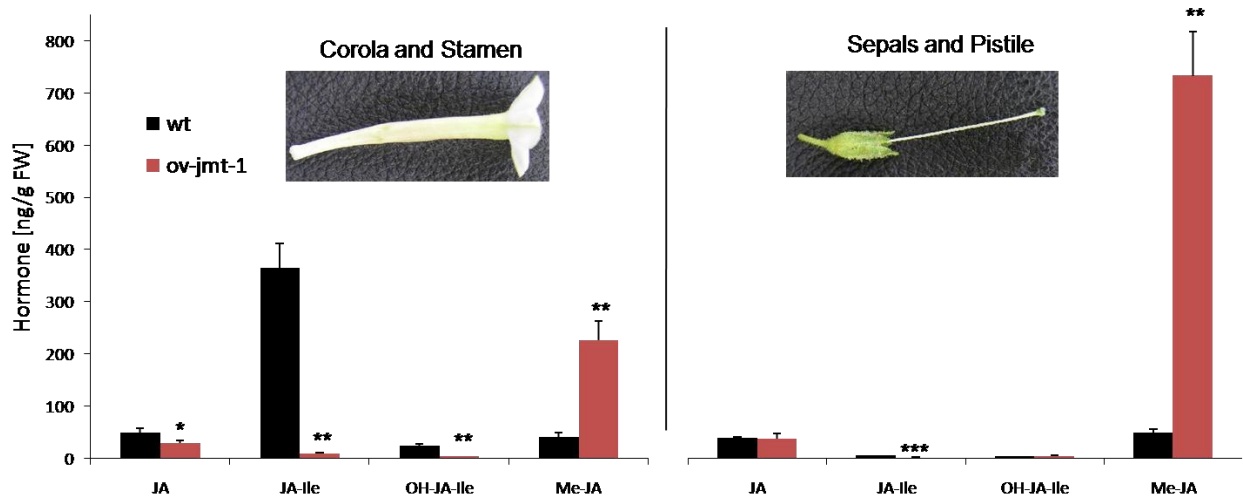 Corola and Stamen
Sepals and Pistile
**
wt
ov-jmt-1
Hormone [ng/g FW]
800
700
600
500
400
300
200
100
0
*
**
**
**
***
JA
JA-Ile
OH-JA-Ile
Me-JA
JA
JA-Ile
OH-JA-Ile
Me-JA